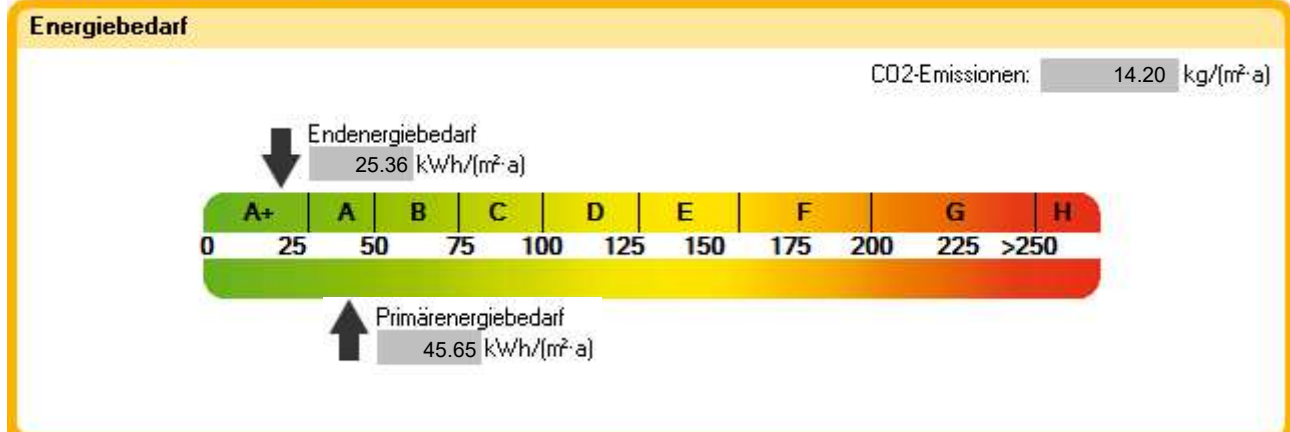 Energiebedarf
CO2-Emissionen: 14.20 kg/(m²·a)
Endenergiebedarf
25.36 kWh/(m²·a)
A+ A B C D E F G H
0 25 50 75 100 125 150 175 200 225 >250
Primärenergiebedarf
45.65 kWh/(m²·a)